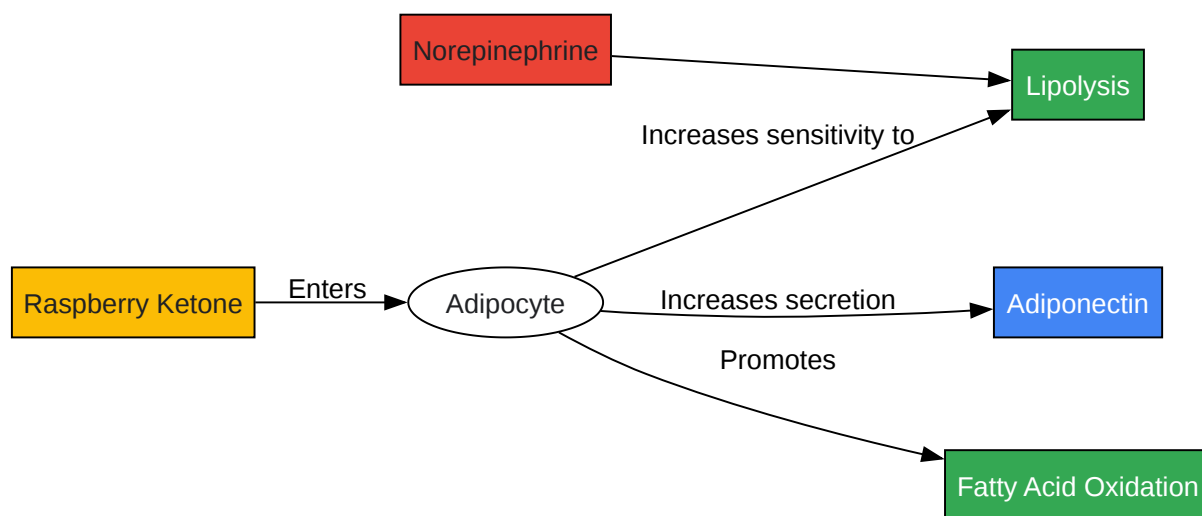 Norepinephrine
Lipolysis
Increases sensitivity to
Raspberry Ketone
Enters
Adipocyte
Increases secretion
Adiponectin
Promotes
Fatty Acid Oxidation